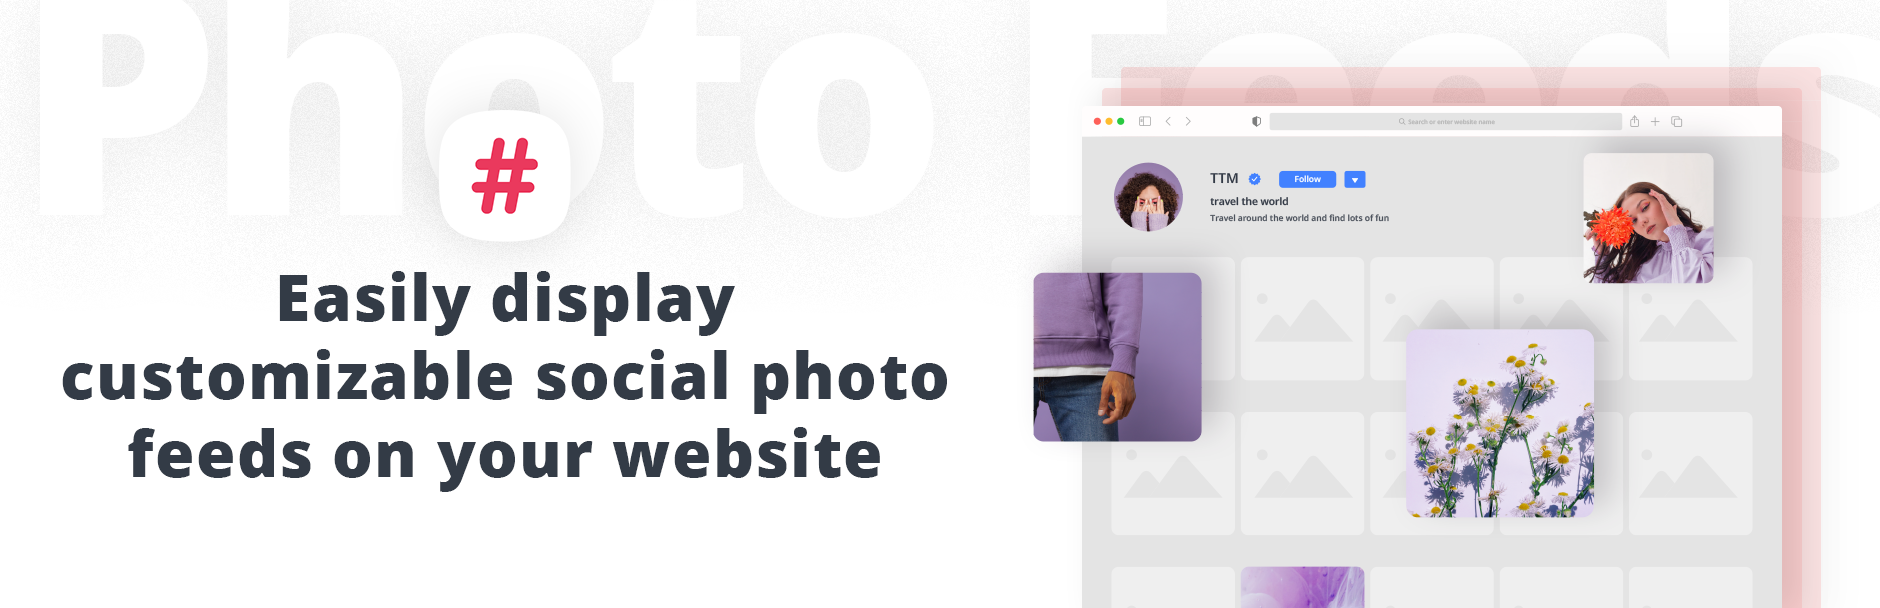 Photo Feeds
#
Easily display
customizable social photo
feeds on your website
Search or enter website name
TTM
Follow
travel the world
Travel around the world and find lots of fun